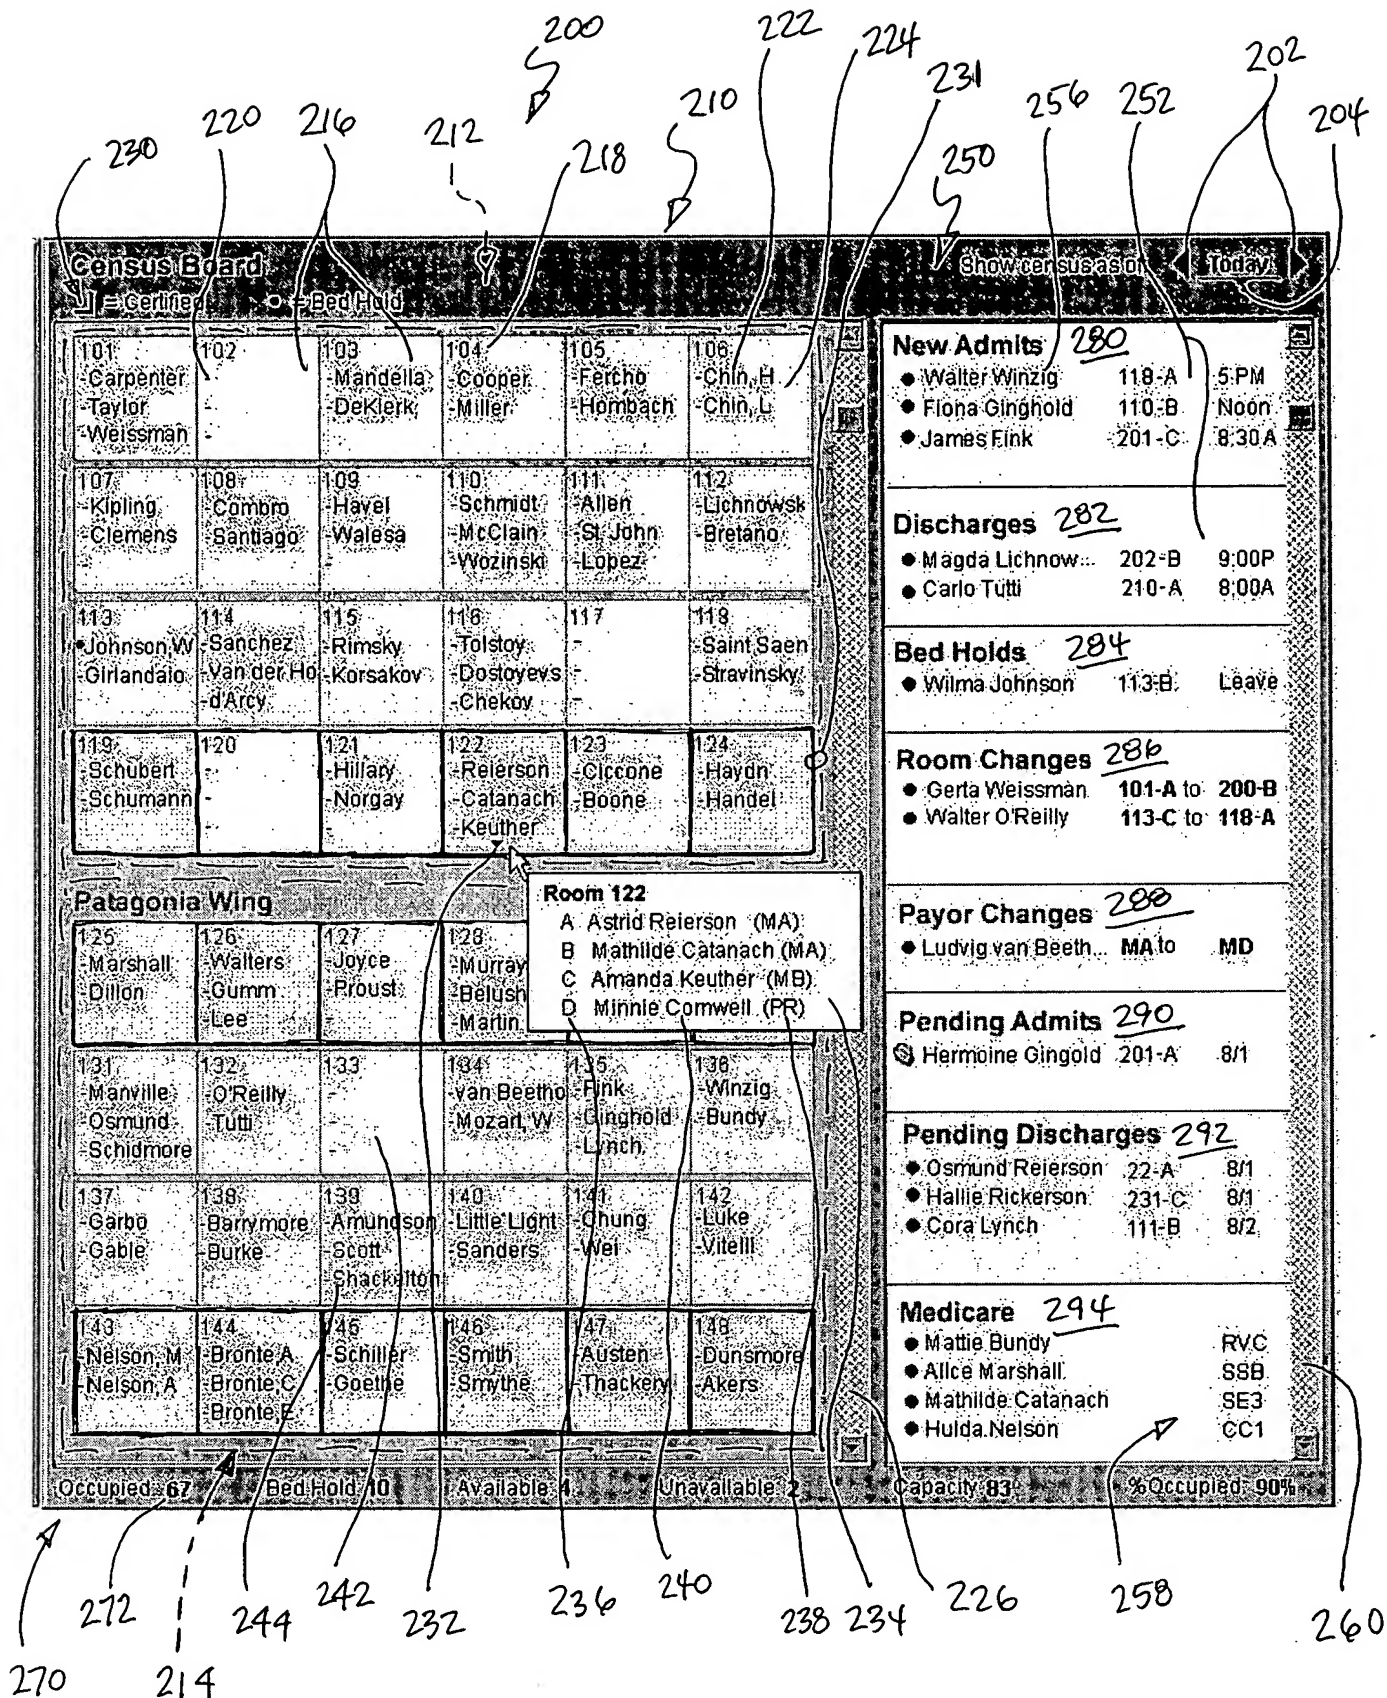 200
222
224
202
220
216
212
210
231
256
252
204
230
218
250
Census Board
Show census as of
Today
= Certified
= Bed Hold
101
-Carpenter
-Taylor
-Weissman
102
-
-
-
103
-Mandella
-DeKlerk
104
-Cooper
-Miller
105
-Fercho
-Hombach
106
-Chin, H
-Chin, L
107
-Kipling
-Clemens
108
Combro
Santiago
109
-Havel
-Walesa
110
-Schmidt
-McClain
-Wozinski
111
-Allen
-St. John
-Lopez
112
-Lichnowsk
-Bretano
113
•Johnson,W
-Girlandaio
114
-Sanchez
-Van der Ho
-d'Arcy
115
-Rimsky
-Korsakov
116
-Tolstoy
-Dostoyevs
-Chekov
117
-
-
-
118
-Saint Saen
-Stravinsky
119
-Schubert
-Schumann
120
-
-
-
121
-Hillary
-Norgay
122
-Reierson
-Catanach
-Keuther
123
-Ciccone
-Boone
124
-Haydn
-Handel
Patagonia Wing
125
Marshall
Dillon
126
-Walters
-Gumm
-Lee
127
-Joyce
-Proust
128
-Murray
-Belush
-Martin
Room 122
A Astrid Reierson (MA)
B Mathilde Catanach (MA)
C Amanda Keuther (MB)
D Minnie Cornwell (PR)
131
Manville
Osmund
-Schidmore
132
-O'Reilly
-Tutti
133
-
-
-
134
-van Beetho
Mozart, W
135
-Fink
Ginghold
Lynch
136
-Winzig
-Bundy
137
-Garbo
-Gable
138
Barrymore
-Burke
139
Amundson
-Scott
Shackelton
140
-Little Light
-Sanders
141
-Chung
-Wei
142
-Luke
-Vitelli
143
-Nelson, M
-Nelson, A
144
-Bronte,A
Bronte,C
-Bronte,E
145
Schiller
Goethe
146
-Smith
Smythe
147
-Austen
-Thackery
148
Dunsmore
-Akers
New Admits 280
• Walter Winzig 118-A 5 PM
• Fiona Ginghold 110-B Noon
• James Fink 201-C 8:30A
Discharges 282
• Magda Lichnow... 202-B 9:00P
• Carlo Tutti 210-A 8:00A
Bed Holds 284
• Wilma Johnson 113-B Leave
Room Changes 286
• Gerta Weissman 101-A to 200-B
• Walter O'Reilly 113-C to 118-A
Payor Changes 288
• Ludvig van Beeth... MA to MD
Pending Admits 290
Hermoine Gingold 201-A 8/1
Pending Discharges 292
• Osmund Reierson 22-A 8/1
• Hallie Rickerson 231-C 8/1
• Cora Lynch 111-B 8/2
Medicare 294
• Mattie Bundy RVC
• Alice Marshall SSB
• Mathilde Catanach SE3
• Hulda Nelson CC1
Occupied: 67 Bed Hold: 10 Available: 4 Unavailable: 2 Capacity: 83 %Occupied: 90%
272
244
242
232
236
240
238
234
226
258
260
270
214